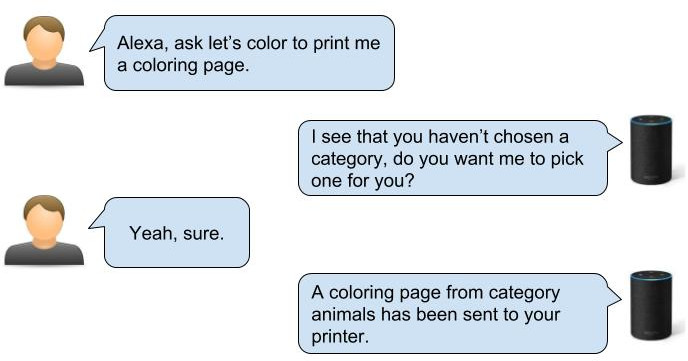 Alexa, ask let's color to print me
a coloring page.
I see that you haven't chosen a
category, do you want me to pick
one for you?
Yeah, sure.
A coloring page from category
animals has been sent to your
printer.